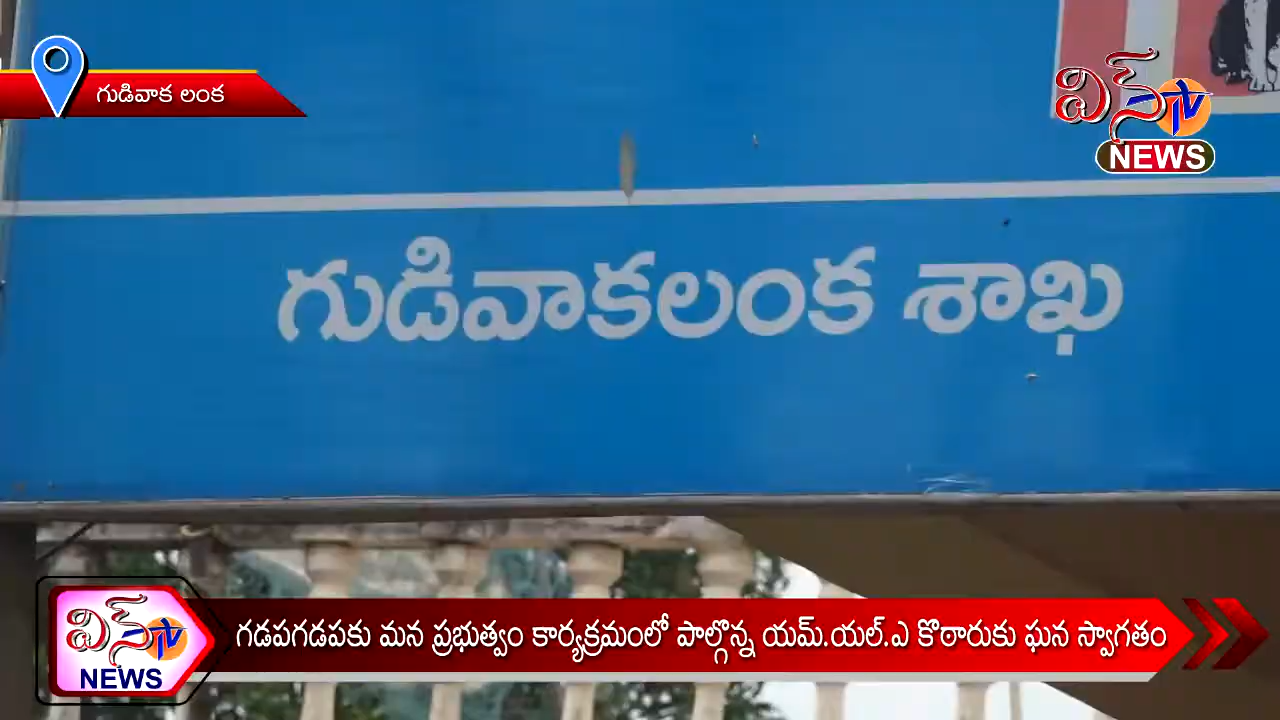 గుడివాక లంక
విన్ TV
NEWS
గుడివాకలంక శాఖ
విన్ TV
NEWS
గడపగడపకు మన ప్రభుత్వం కార్యక్రమంలో పాల్గొన్న యమ్.యల్.ఎ కొఠారుకు ఘన స్వాగతం